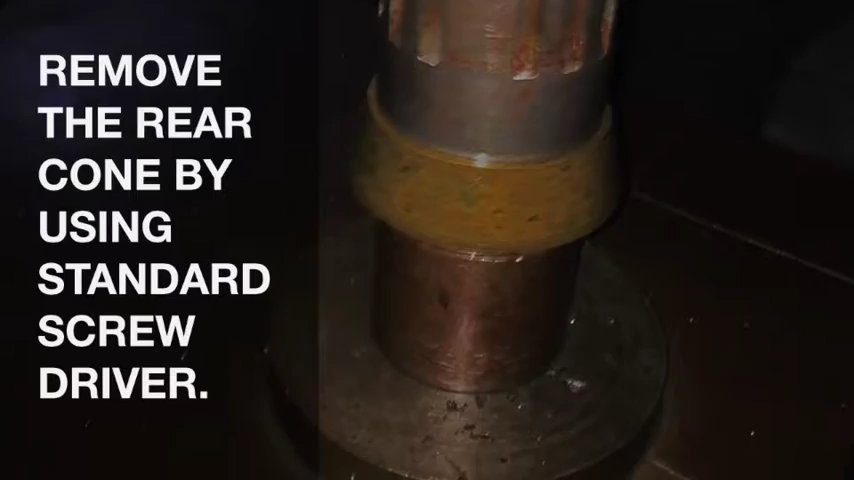 REMOVE
THE REAR
CONE BY
USING
STANDARD
SCREW
DRIVER.